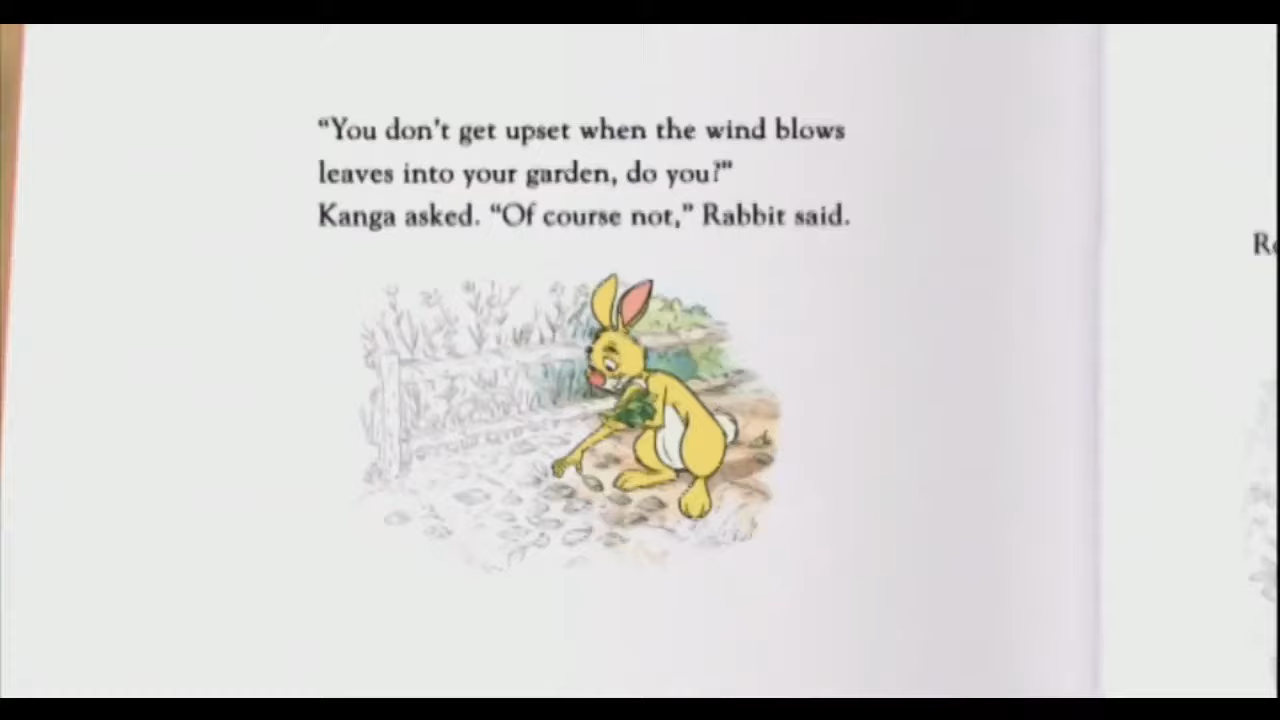 “You don't get upset when the wind blows
leaves into your garden, do you?”
Kanga asked. “Of course not,” Rabbit said.